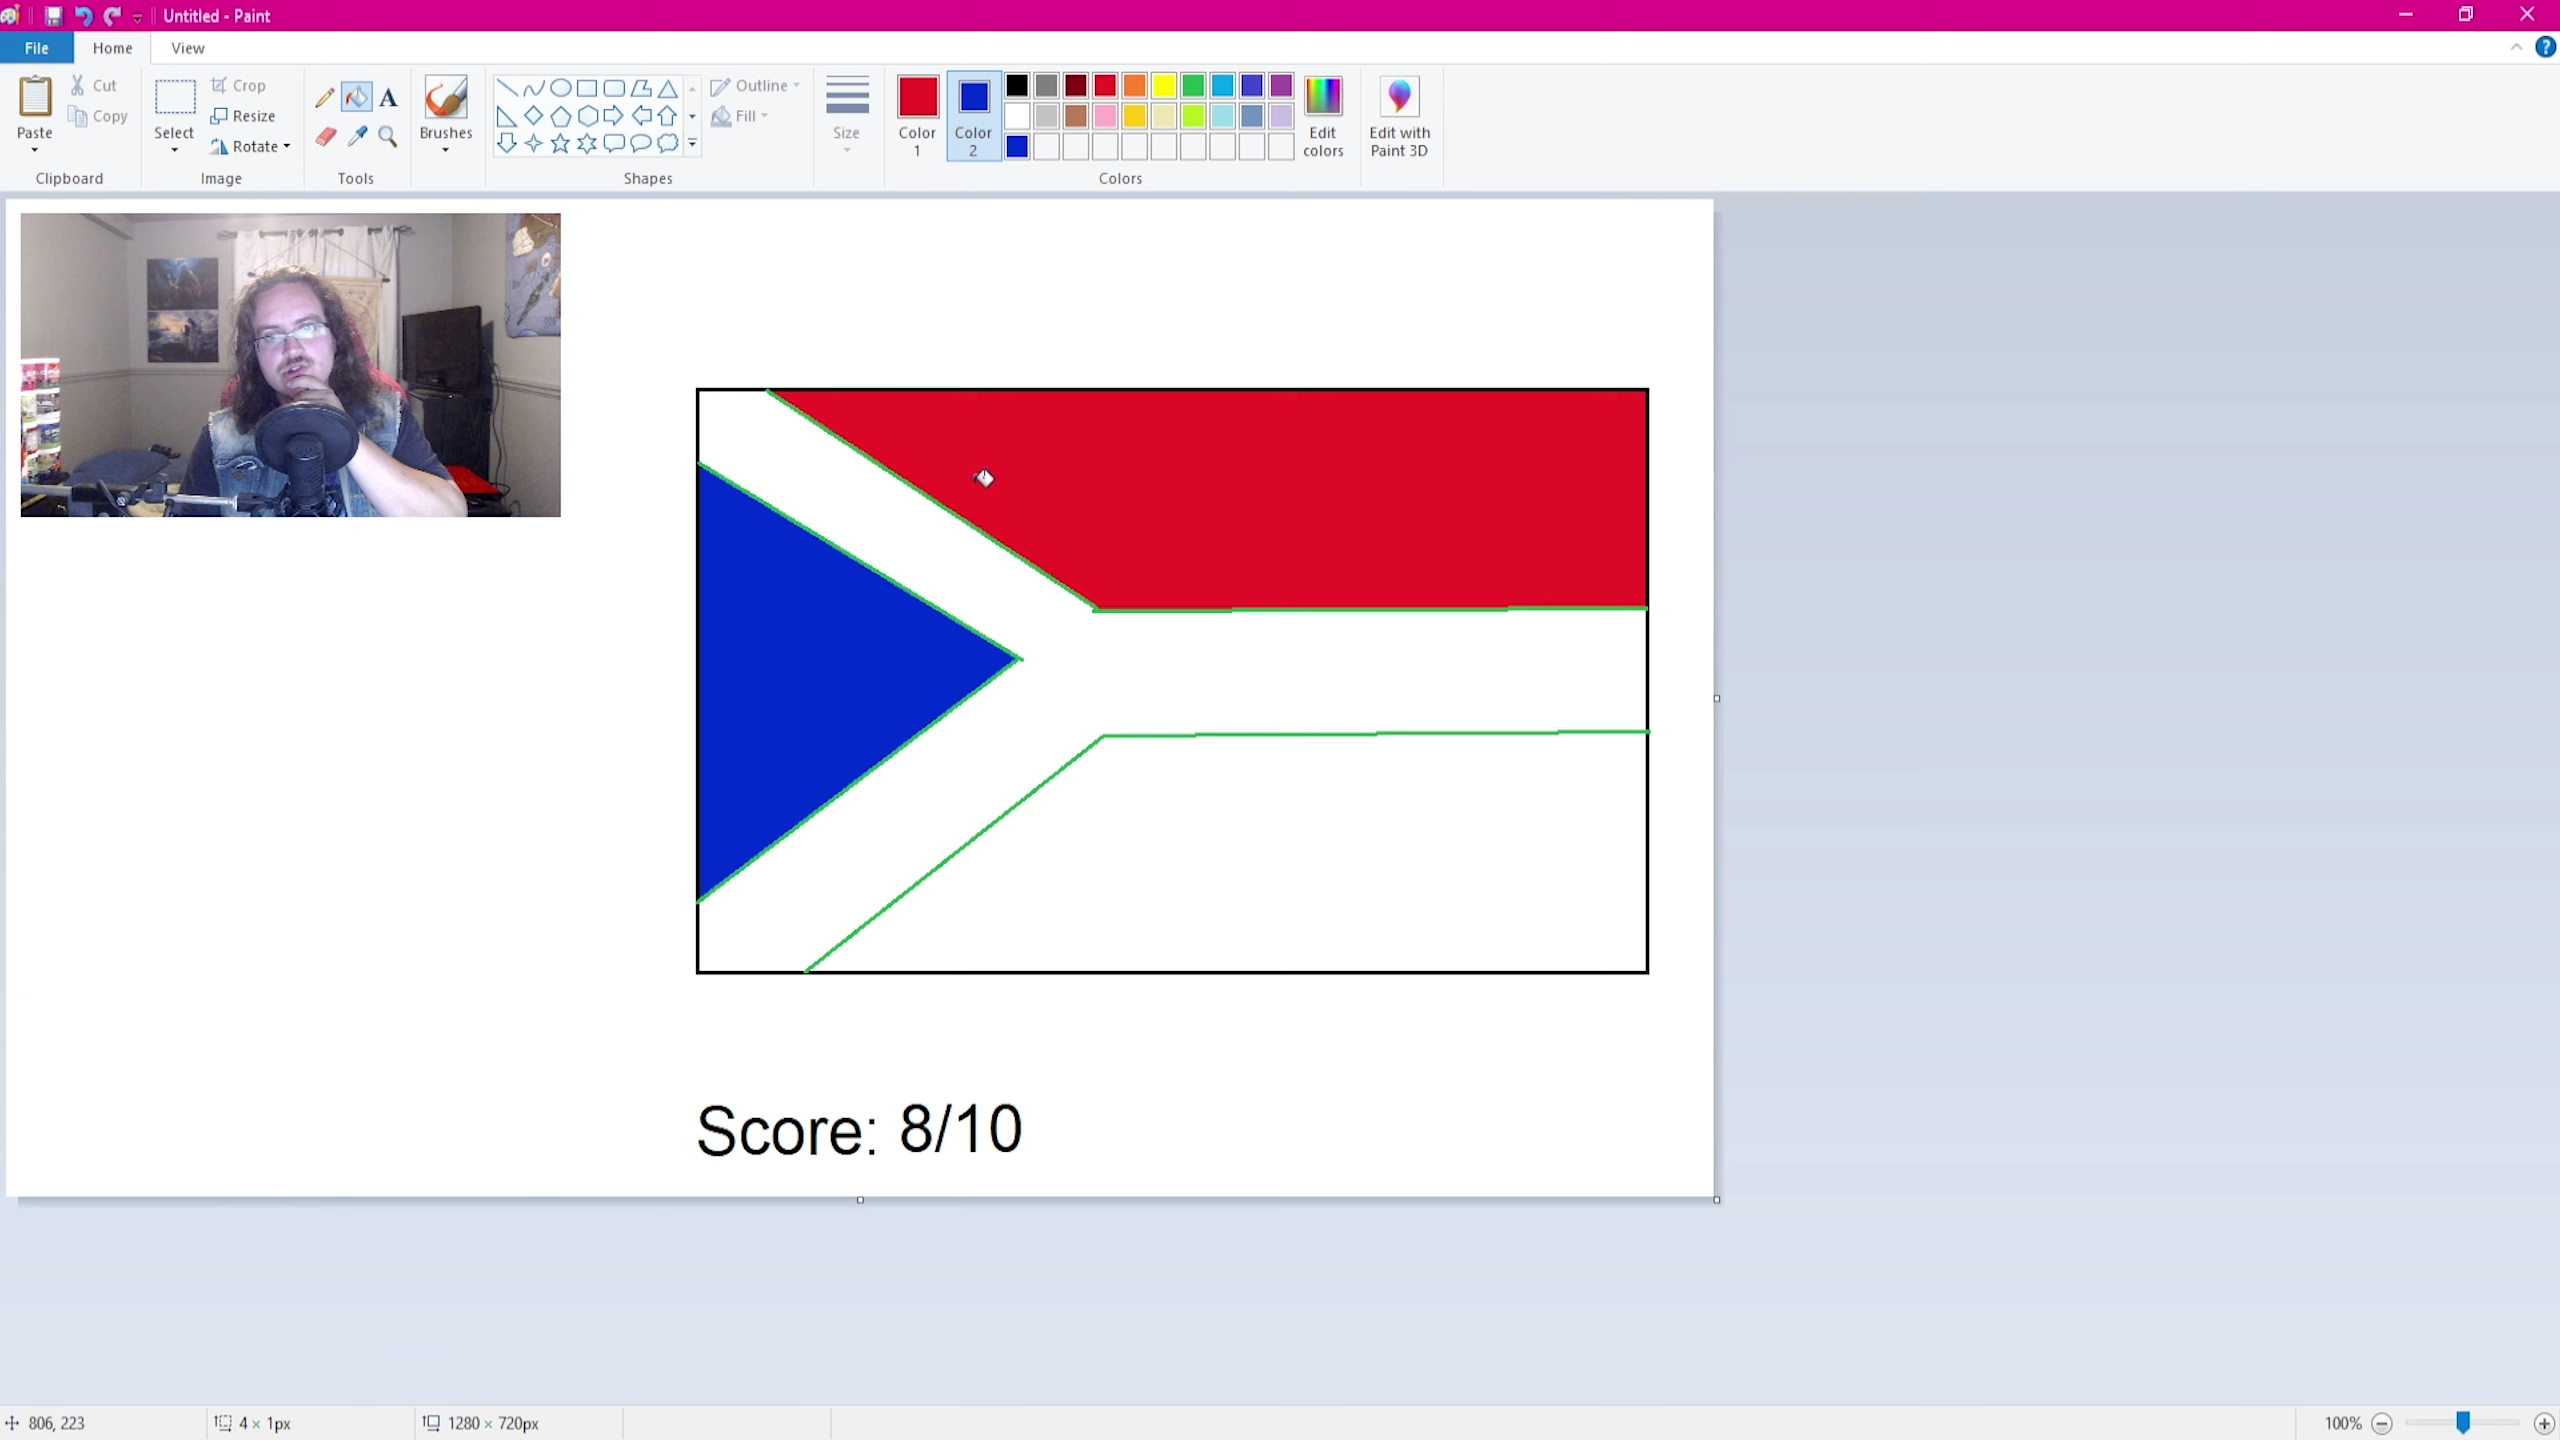 Untitled - Paint
File Home View
Paste
Cut
Copy
Clipboard
Select
Crop
Resize
Rotate
Image
A
Tools
Brushes
Shapes
Outline
Fill
Size
Color 1
Color 2
Colors
Edit colors
Edit with Paint 3D
Score: 8/10
806, 223
4 × 1px
1280 × 720px
100%